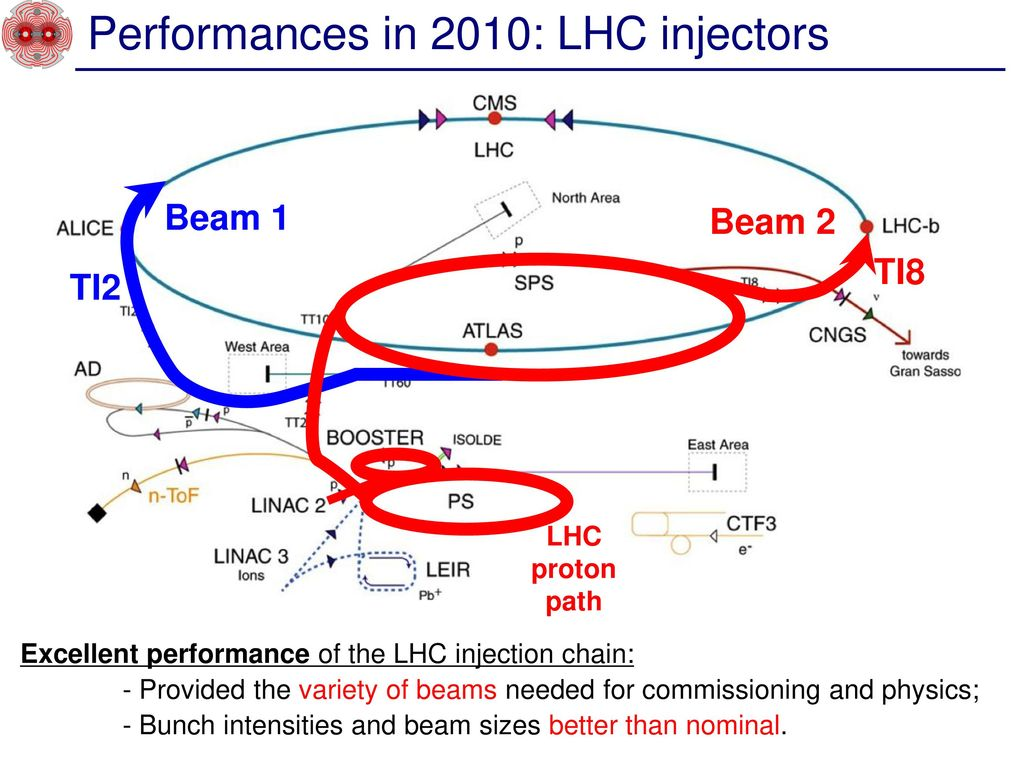 Performances in 2010: LHC injectors
CMS
LHC
North Area
ALICE
Beam 1
Beam 2
LHC-b
p
TI2
SPS
TI8
TI8
TI2
TT10
ATLAS
ν
CNGS
towards
Gran Sasso
West Area
AD
TT60
p
p
TT2
BOOSTER
ISOLDE
East Area
p
n
n-ToF
p
LINAC 2
PS
CTF3
e-
LHC
proton
path
LINAC 3
Ions
LEIR
Pb+
Excellent performance of the LHC injection chain:
- Provided the variety of beams needed for commissioning and physics;
- Bunch intensities and beam sizes better than nominal.